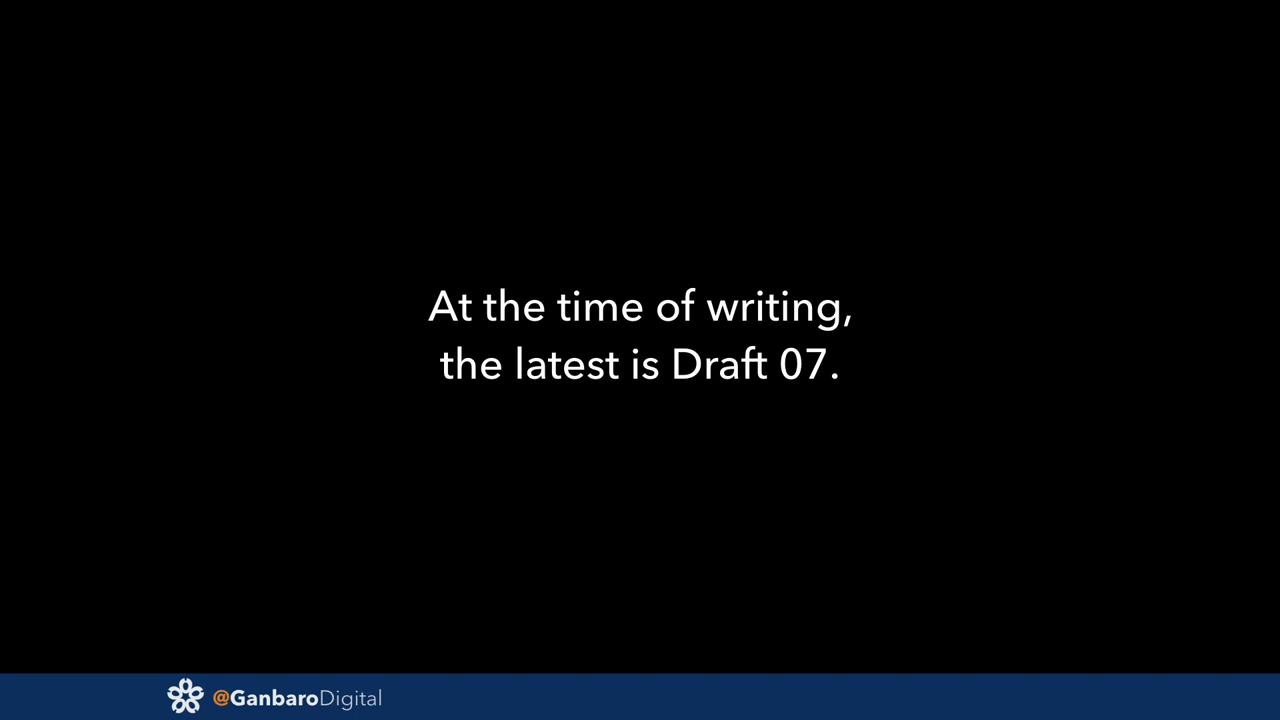 At the time of writing,
the latest is Draft 07.
@GanbaroDigital